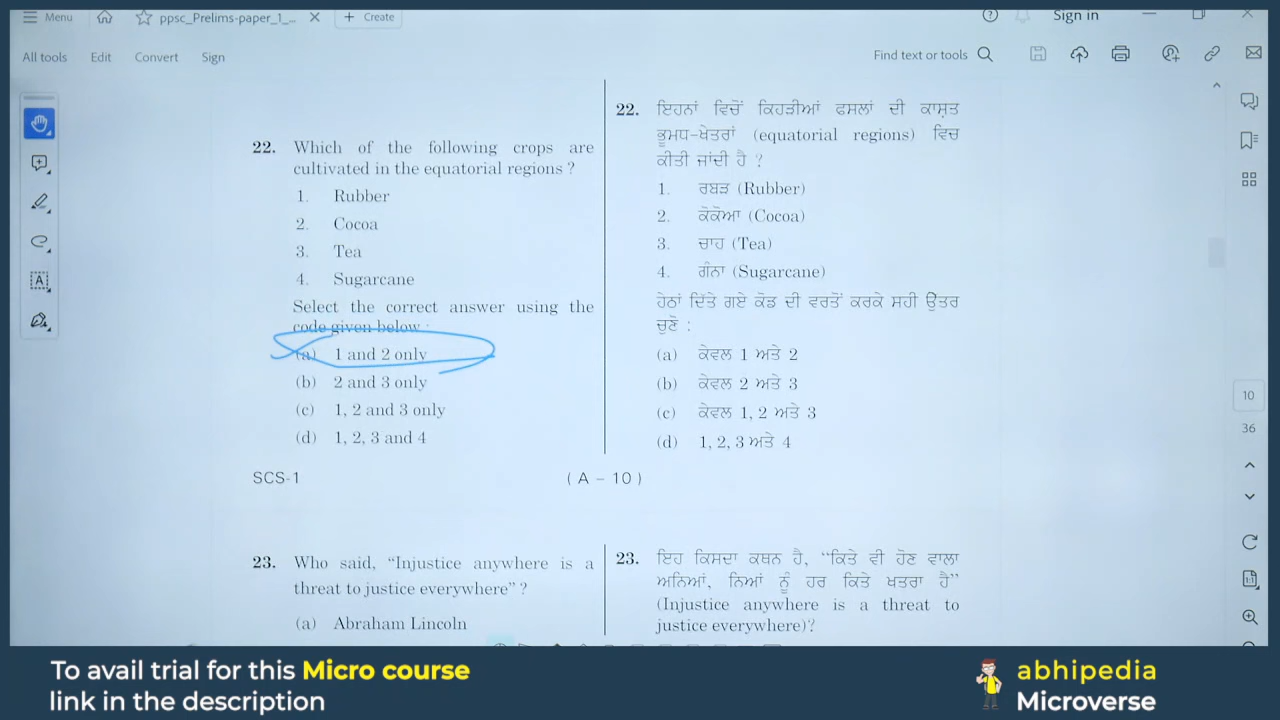 Menu
ppsc_Prelims-paper_1_...
Create
Sign in
All tools
Edit
Convert
Sign
Find text or tools
22. Which of the following crops are
cultivated in the equatorial regions ?
1. Rubber
2. Cocoa
3. Tea
4. Sugarcane
Select the correct answer using the
code given below :
(a) 1 and 2 only
(b) 2 and 3 only
(c) 1, 2 and 3 only
(d) 1, 2, 3 and 4
22. ਇਹਨਾਂ ਵਿਚੋਂ ਕਿਹੜੀਆਂ ਫਸਲਾਂ ਦੀ ਕਾਸ਼ਤ
ਭੂਮਧ-ਖੇਤਰਾਂ (equatorial regions) ਵਿਚ
ਕੀਤੀ ਜਾਂਦੀ ਹੈ ?
1. ਰਬੜ (Rubber)
2. ਕੋਕੋਆ (Cocoa)
3. ਚਾਹ (Tea)
4. ਗੰਨਾ (Sugarcane)
ਹੇਠਾਂ ਦਿੱਤੇ ਗਏ ਕੋਡ ਦੀ ਵਰਤੋਂ ਕਰਕੇ ਸਹੀ ਉੱਤਰ
ਚੁਣੋ :
(a) ਕੇਵਲ 1 ਅਤੇ 2
(b) ਕੇਵਲ 2 ਅਤੇ 3
(c) ਕੇਵਲ 1, 2 ਅਤੇ 3
(d) 1, 2, 3 ਅਤੇ 4
10
36
SCS-1
( A – 10 )
23. Who said, “Injustice anywhere is a
threat to justice everywhere” ?
(a) Abraham Lincoln
23. ਇਹ ਕਿਸਦਾ ਕਥਨ ਹੈ, “ਕਿਤੇ ਵੀ ਹੋਣ ਵਾਲਾ
ਅਨਿਆਂ, ਨਿਆਂ ਨੂੰ ਹਰ ਕਿਤੇ ਖਤਰਾ ਹੈ”
(Injustice anywhere is a threat to
justice everywhere)?
To avail trial for this Micro course
link in the description
abhipedia
Microverse